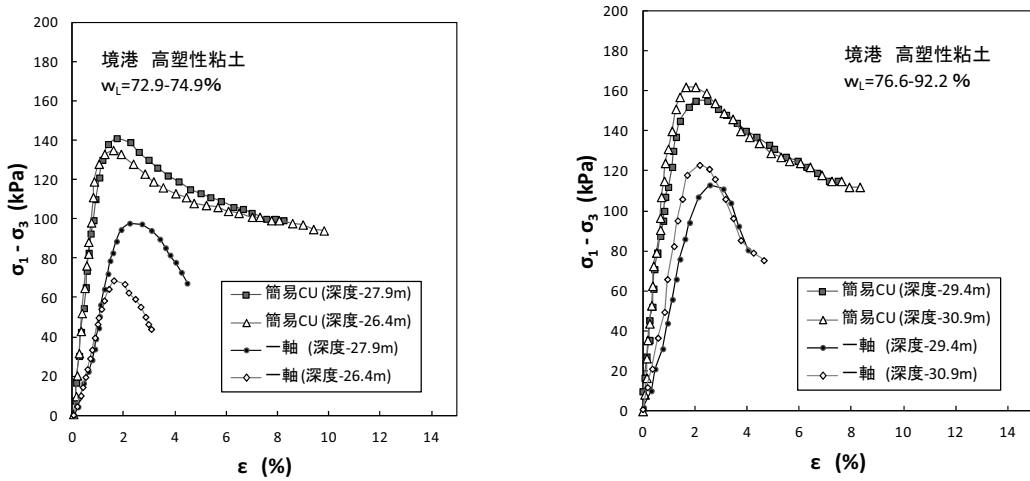 200
180
160
140
120
100
80
60
40
20
0
σ₁ - σ₃ (kPa)
境港 高塑性粘土
wL=72.9-74.9%
簡易CU(深度-27.9m)
簡易CU(深度-26.4m)
一軸 (深度-27.9m)
一軸(深度-26.4m)
0 2 4 6 8 10 12 14
ε (%)
200
180
160
140
120
100
80
60
40
20
0
σ₁ - σ₃ (kPa)
境港 高塑性粘土
wL=76.6-92.2 %
簡易CU(深度-29.4m)
簡易CU(深度-30.9m)
一軸 (深度-29.4m)
一軸 (深度-30.9m)
0 2 4 6 8 10 12 14
ε (%)